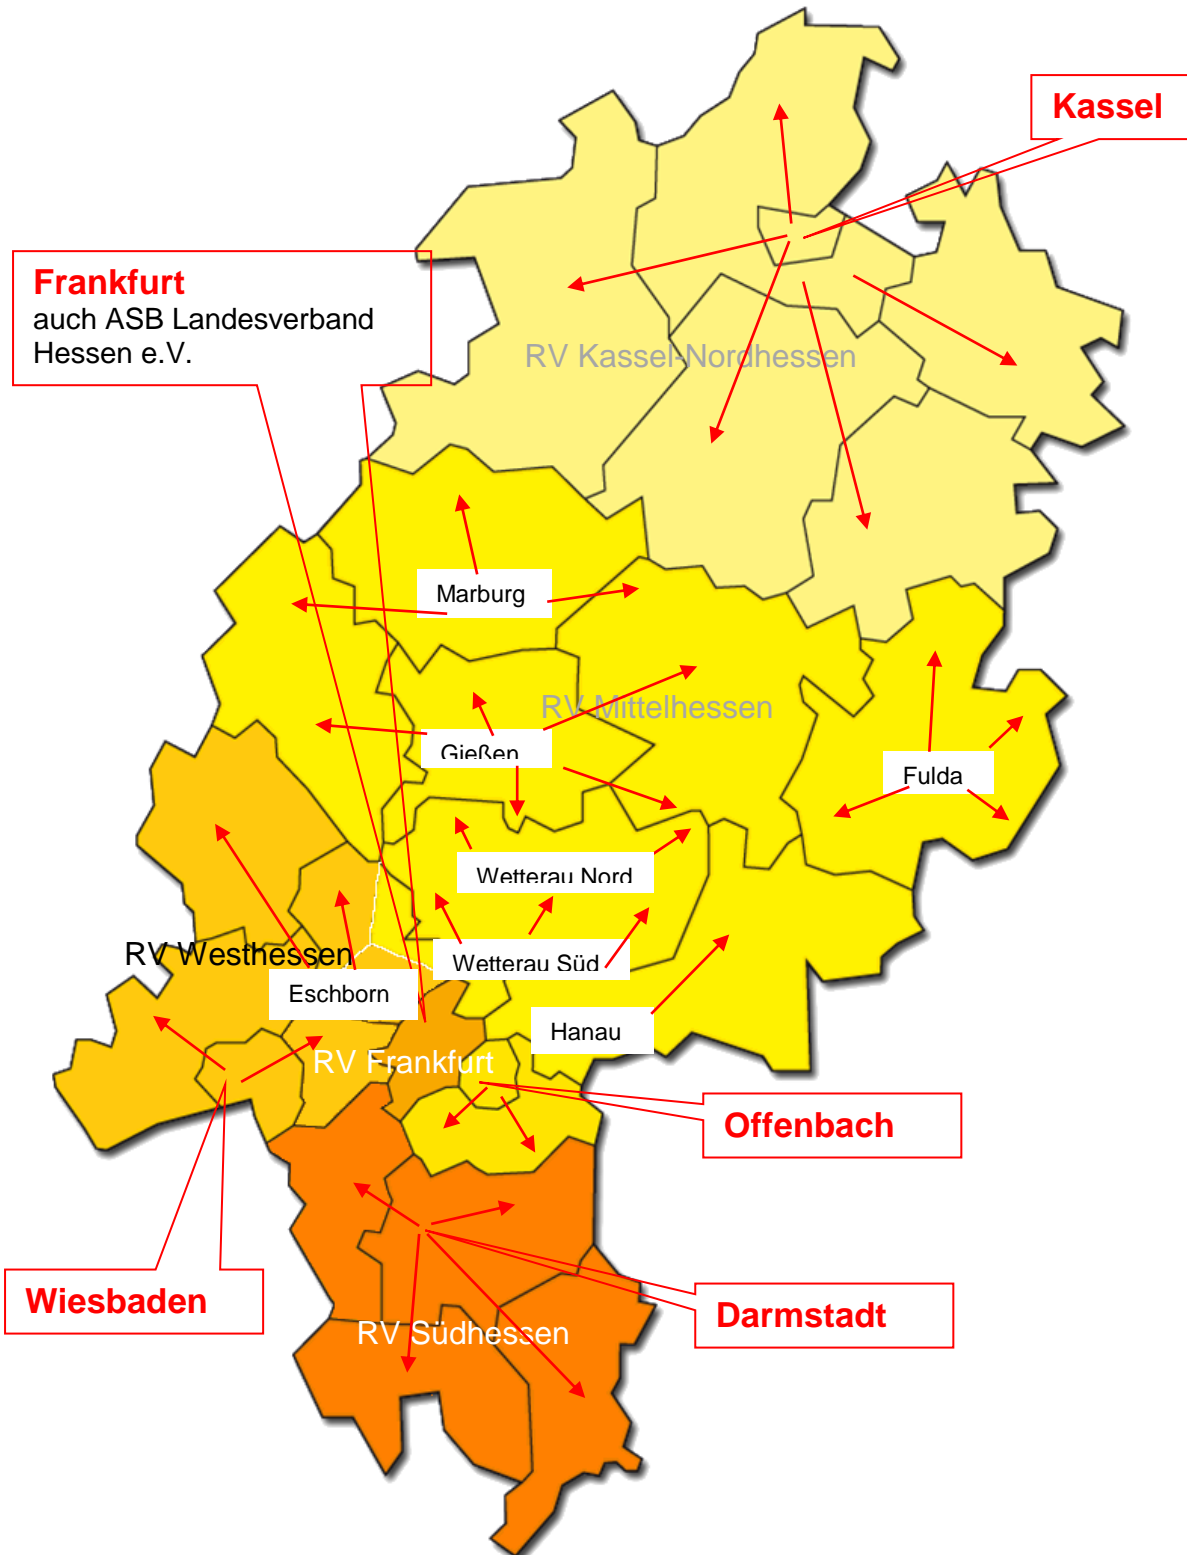 Kassel
Frankfurt
auch ASB Landesverband
Hessen e.V.
RV Kassel-Nordhessen
Marburg
RV Mittelhessen
Gießen
Fulda
Wetterau Nord
RV Westhessen
Wetterau Süd
Eschborn
Hanau
RV Frankfurt
Offenbach
Wiesbaden
Darmstadt
RV Südhessen